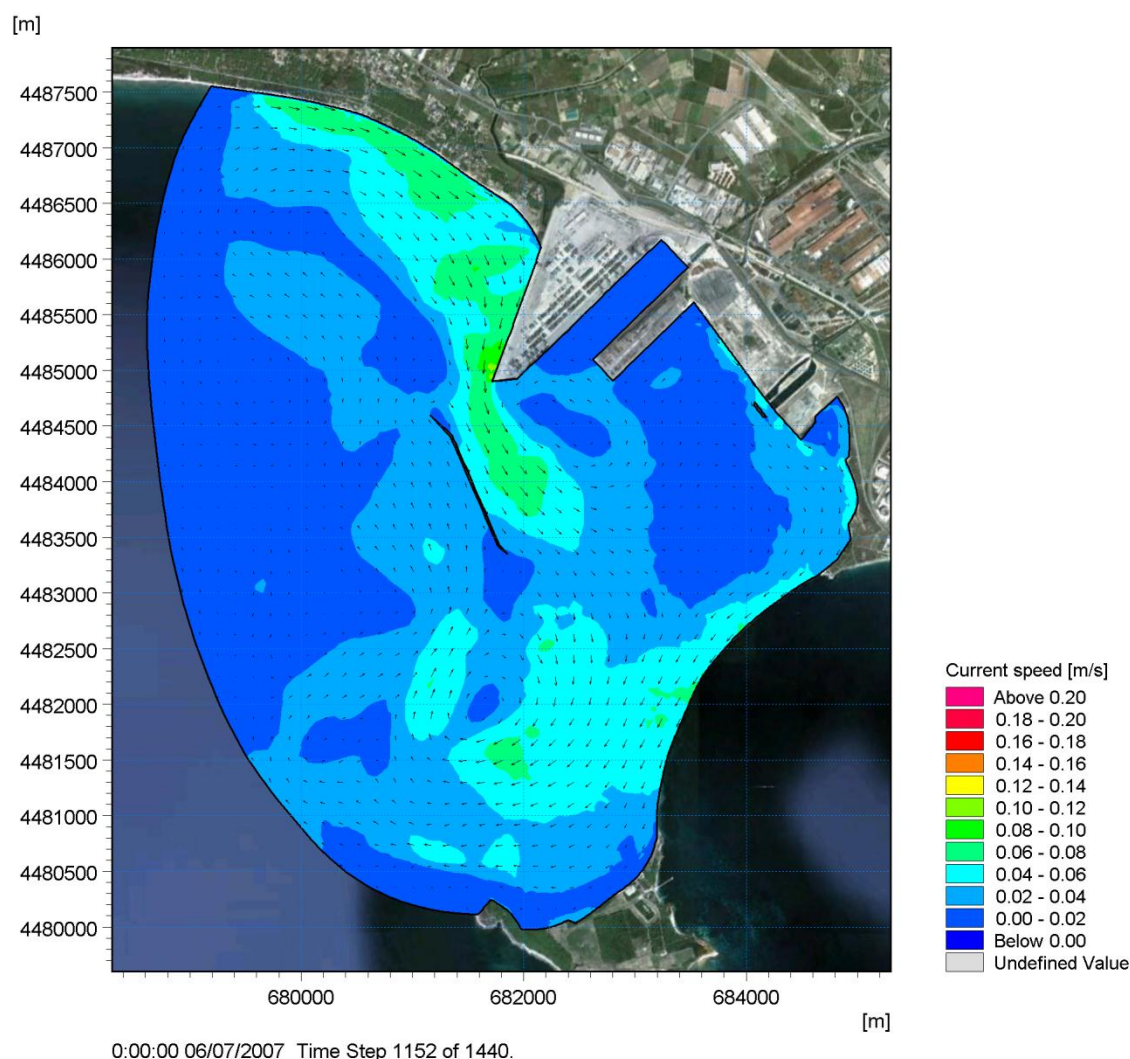 [m]
4487500
4487000
4486500
4486000
4485500
4485000
4484500
4484000
4483500
4483000
4482500
4482000
4481500
4481000
4480500
4480000
680000
682000
684000
[m]
Current speed [m/s]
Above 0.20
0.18 - 0.20
0.16 - 0.18
0.14 - 0.16
0.12 - 0.14
0.10 - 0.12
0.08 - 0.10
0.06 - 0.08
0.04 - 0.06
0.02 - 0.04
0.00 - 0.02
Below 0.00
Undefined Value
0:00:00 06/07/2007 Time Step 1152 of 1440.